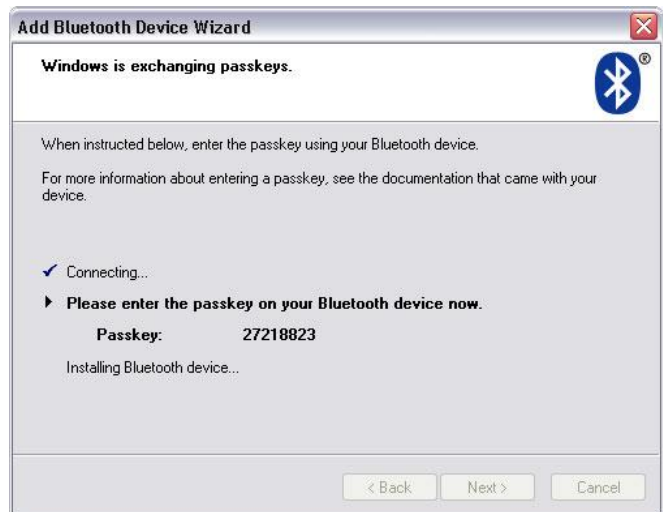 Add Bluetooth Device Wizard
Windows is exchanging passkeys.
®
When instructed below, enter the passkey using your Bluetooth device.
For more information about entering a passkey, see the documentation that came with your
device.
Connecting...
Please enter the passkey on your Bluetooth device now.
Passkey: 27218823
Installing Bluetooth device...
< Back Next > Cancel